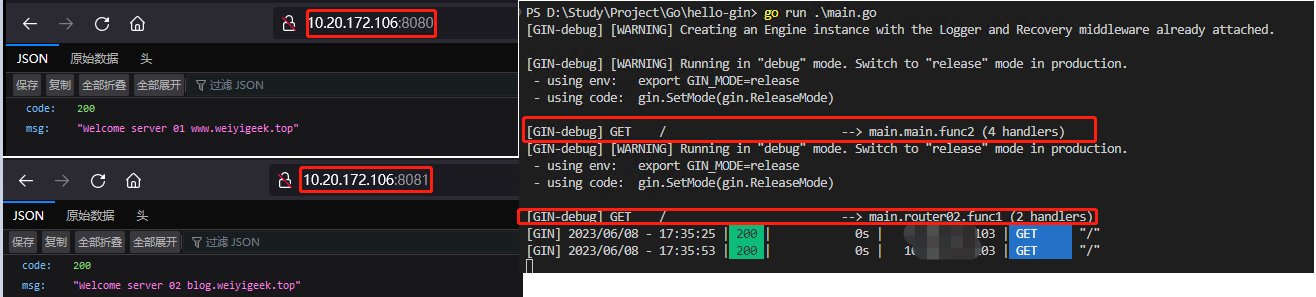 10.20.172.106:8080
JSON 原始数据 头
保存 复制 全部折叠 全部展开 过滤 JSON
code: 200
msg: "Welcome server 01 www.weiyigeek.top"
10.20.172.106:8081
JSON 原始数据 头
保存 复制 全部折叠 全部展开 过滤 JSON
code: 200
msg: "Welcome server 02 blog.weiyigeek.top"
PS D:\Study\Project\Go\hello-gin> go run .\main.go
[GIN-debug] [WARNING] Creating an Engine instance with the Logger and Recovery middleware already attached.
[GIN-debug] [WARNING] Running in "debug" mode. Switch to "release" mode in production.
- using env: export GIN_MODE=release
- using code: gin.SetMode(gin.ReleaseMode)
[GIN-debug] GET / --> main.main.func2 (4 handlers)
[GIN-debug] [WARNING] Running in "debug" mode. Switch to "release" mode in production.
- using env: export GIN_MODE=release
- using code: gin.SetMode(gin.ReleaseMode)
[GIN-debug] GET / --> main.router02.func1 (2 handlers)
[GIN] 2023/06/08 - 17:35:25 | 200 | 0s | 103 | GET "/"
[GIN] 2023/06/08 - 17:35:53 | 200 | 0s | 10 03 | GET "/"